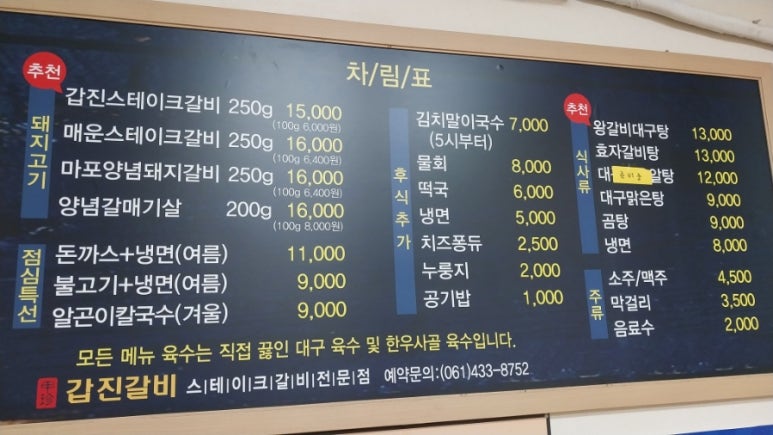 차/림/표
추천
돼지고기
갑진스테이크갈비 250g 15,000
(100g 6,000원)
매운스테이크갈비 250g 16,000
(100g 6,400원)
마포양념돼지갈비 250g 16,000
(100g 6,400원)
양념갈매기살 200g 16,000
(100g 8,000원)
점심특선
돈까스+냉면(여름) 11,000
불고기+냉면(여름) 9,000
알곤이칼국수(겨울) 9,000
후식추가
김치말이국수 7,000
(5시부터)
물회 8,000
떡국 6,000
냉면 5,000
치즈퐁듀 2,500
누룽지 2,000
공기밥 1,000
추천
식사류
왕갈비대구탕 13,000
효자갈비탕 13,000
대구 알탕 12,000
대구맑은탕 9,000
곰탕 9,000
냉면 8,000
주류
소주/맥주 4,500
막걸리 3,500
음료수 2,000
모든 메뉴 육수는 직접 끓인 대구 육수 및 한우사골 육수입니다.
갑진갈비 스|테|이|크|갈|비|전|문|점 예약문의:(061)433-8752